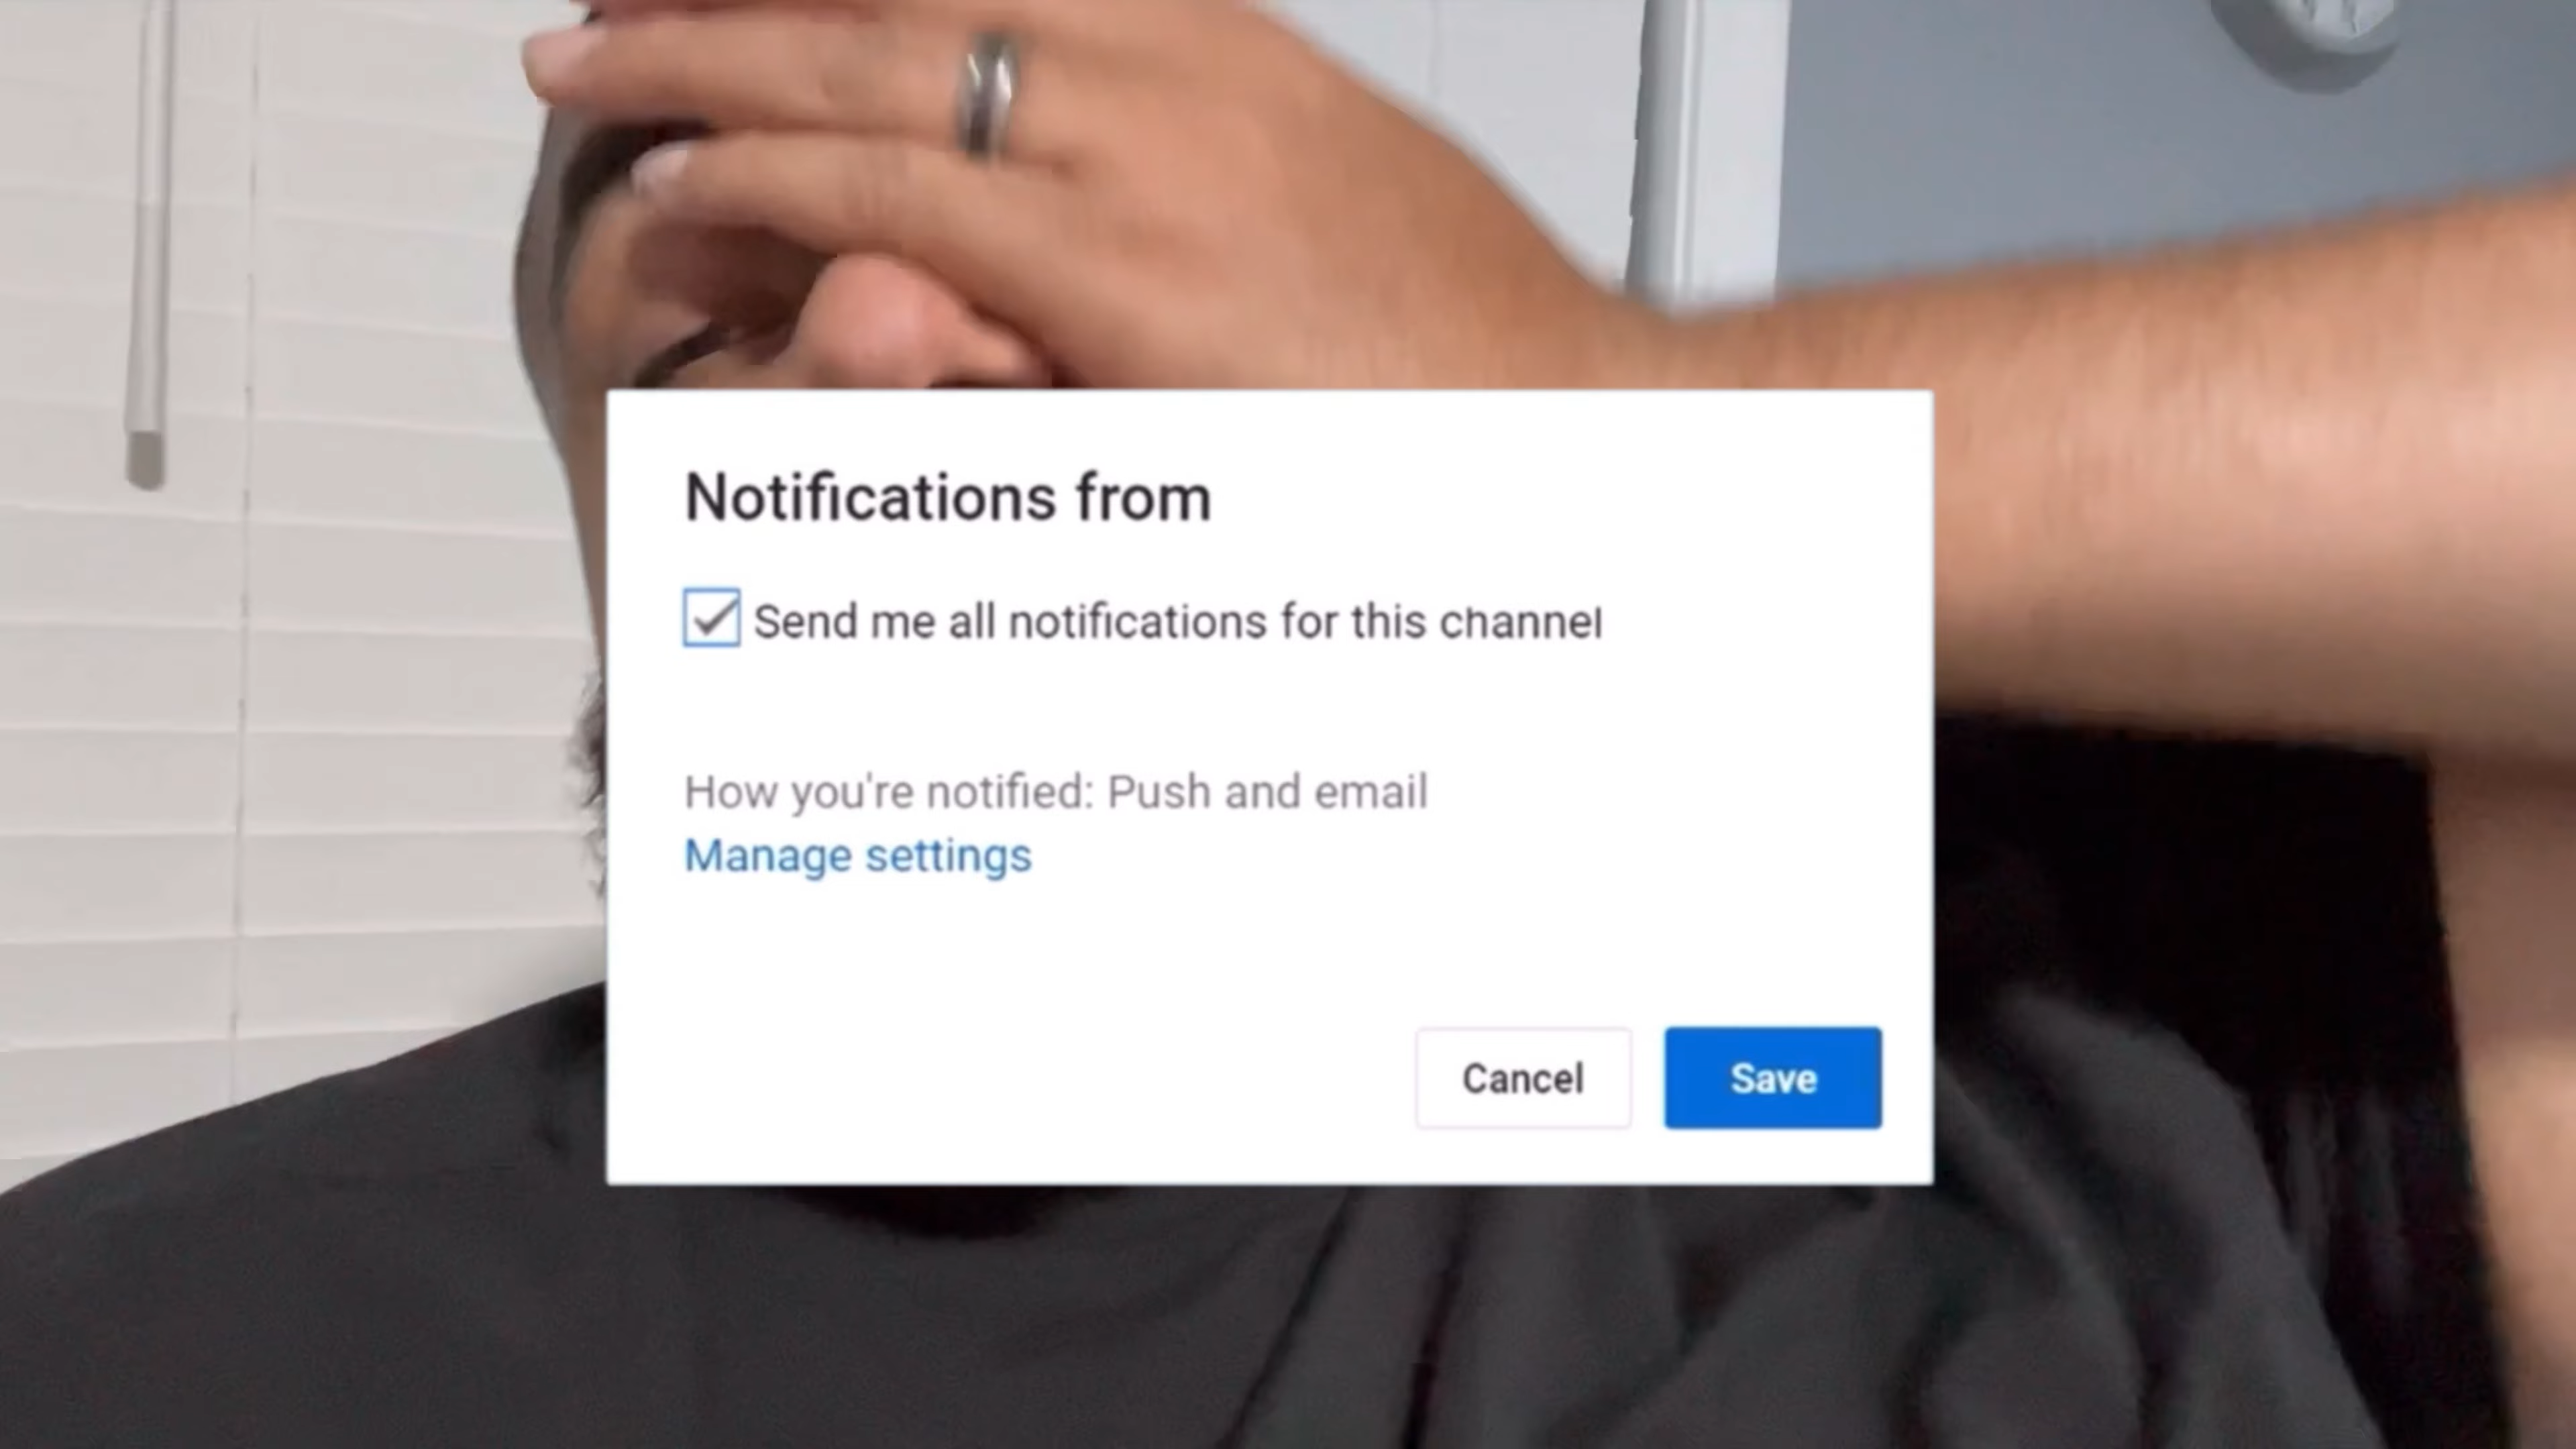 Notifications from
Send me all notifications for this channel
How you're notified: Push and email
Manage settings
Cancel
Save